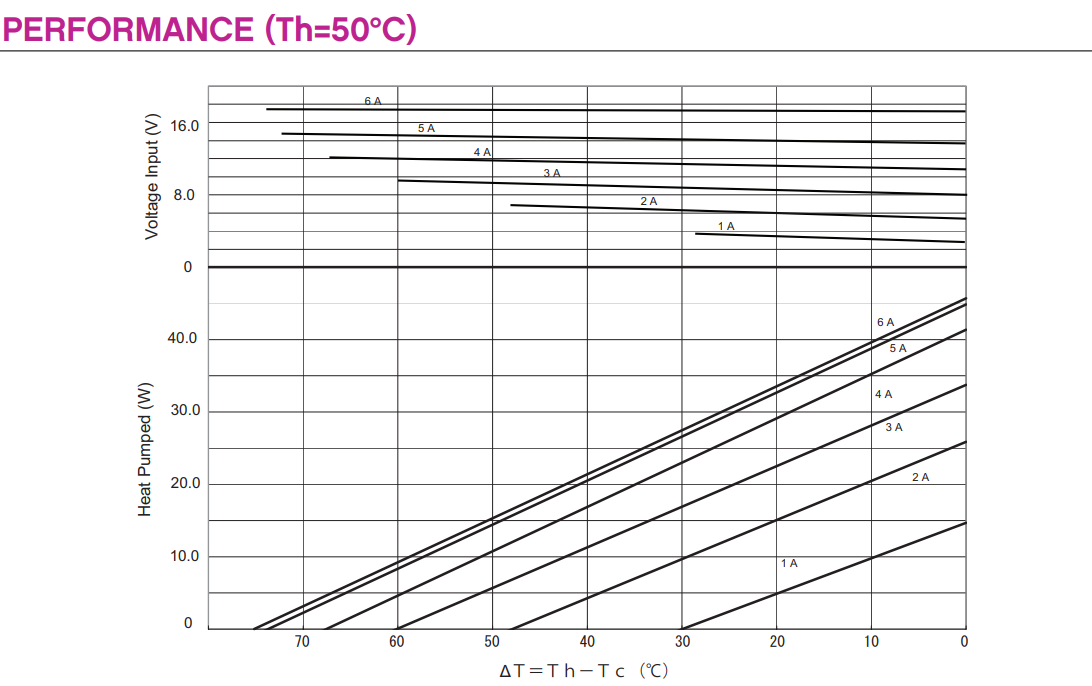 PERFORMANCE (Th=50°C)
Voltage Input (V)
16.0
8.0
0
6 A
5 A
4 A
3 A
2 A
1 A
Heat Pumped (W)
40.0
30.0
20.0
10.0
0
6 A
5 A
4 A
3 A
2 A
1 A
70 60 50 40 30 20 10 0
ΔT=Th−Tc (℃)